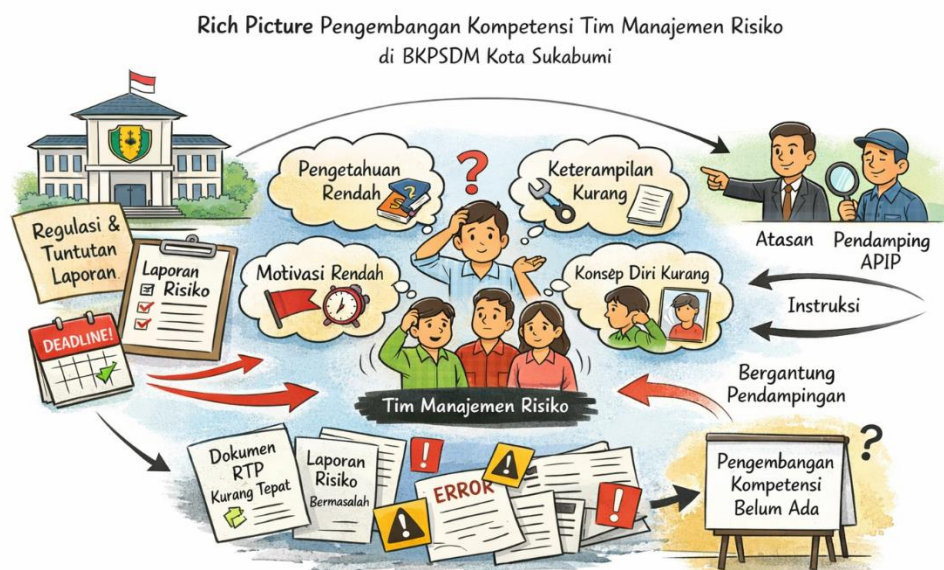 Rich Picture Pengembangan Kompetensi Tim Manajemen Risiko
di BKPSDM Kota Sukabumi
Pengetahuan
Rendah
?
Keterampilan
Kurang
Regulasi &
Tuntutan
Laporan.
Laporan
Risiko
Motivasi Rendah
Konsep Diri Kurang
Atasan
Pendamping
APIP
Instruksi
DEADLINE!
Tim Manajemen Risiko
Bergantung
Pendampingan
Dokumen
RTP
Kurang Tepat
Laporan
Risiko
Bermasalah
!
!
ERROR
!
!
Pengembangan
Kompetensi
Belum Ada
?